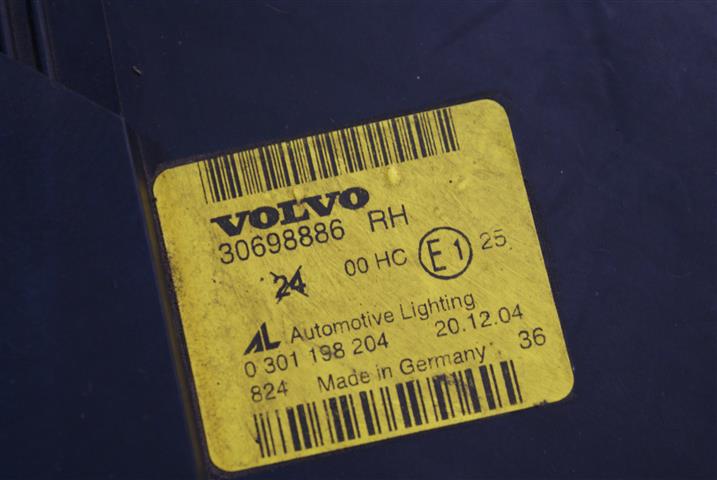 VOLVO
30698886 RH
24 00 HC E1 25
AL Automotive Lighting
0 301 198 204 20.12.04
824 Made in Germany 36